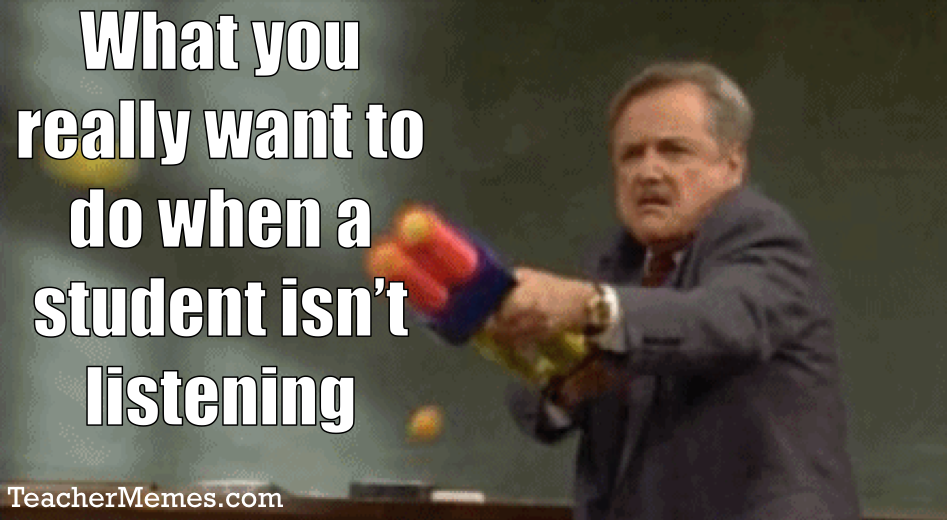 What you
really want to
do when a
student isn't
listening
TeacherMemes.com